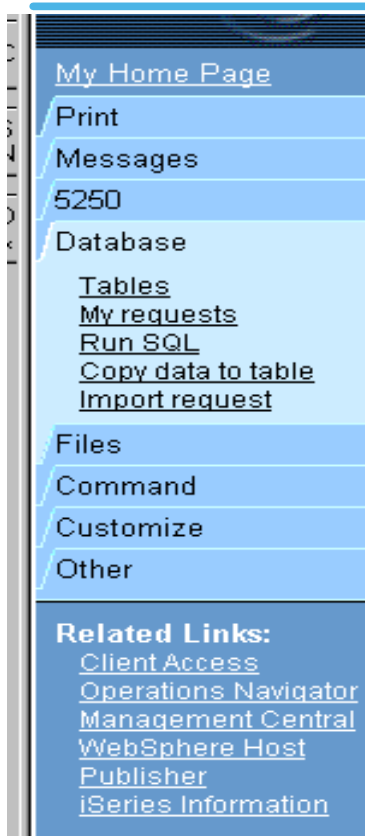 My Home Page
Print
Messages
5250
Database
Tables
My requests
Run SQL
Copy data to table
Import request
Files
Command
Customize
Other
Related Links:
Client Access
Operations Navigator
Management Central
WebSphere Host
Publisher
iSeries Information